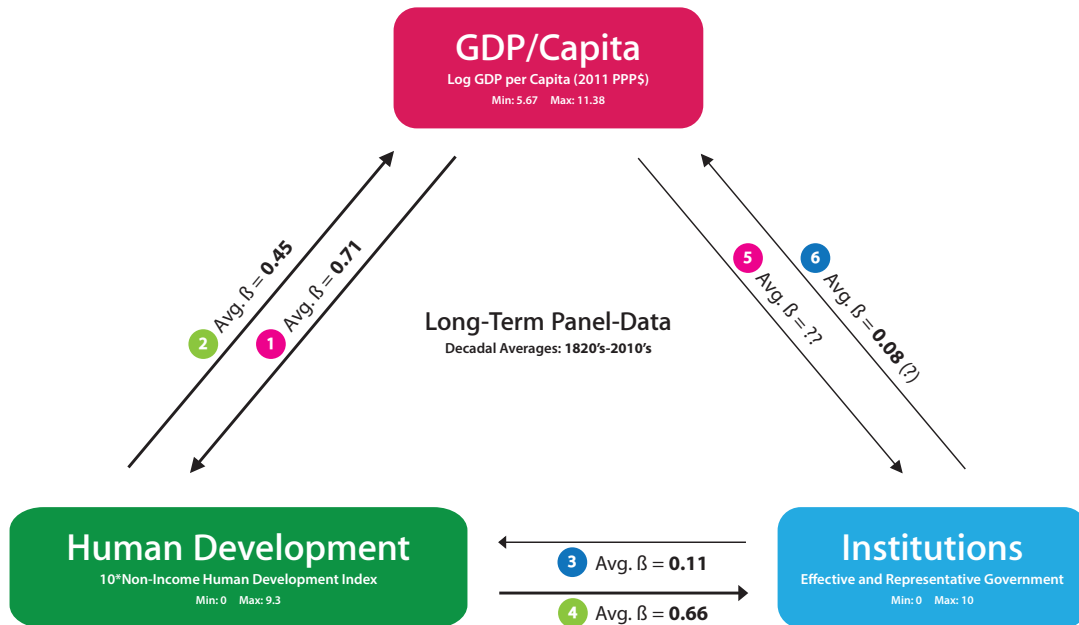 GDP/Capita
Log GDP per Capita (2011 PPP$)
Min: 5.67 Max: 11.38
2 Avg. ß = 0.45
1 Avg. ß = 0.71
5 Avg. ß = ??
6 Avg. ß = 0.08 (?)
Long-Term Panel-Data
Decadal Averages: 1820's-2010's
Human Development
10*Non-Income Human Development Index
Min: 0 Max: 9.3
3 Avg. ß = 0.11
4 Avg. ß = 0.66
Institutions
Effective and Representative Government
Min: 0 Max: 10